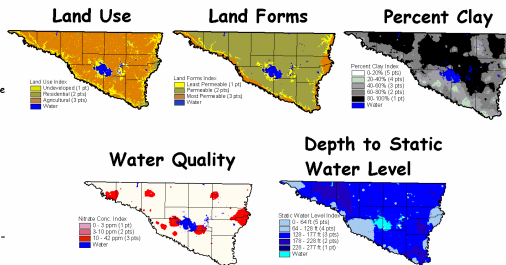 Land Use
Land Forms
Percent Clay
Land Use Index
Undeveloped (1 pt)
Residential (2 pts)
Agricultural (3 pts)
Water
Land Forms Index
Least Permeable (1 pt)
Permeable (2 pts)
Most Permeable (3 pts)
Water
Percent Clay Index
0-20% (5 pts)
20-40% (4 pts)
40-60% (3 pts)
60-80% (2 pts)
80-100% (1 pt)
Water
e
Water Quality
Depth to Static
Water Level
Nitrate Conc. Index
0 - 3 ppm (1 pt)
3-10 ppm (2 pts)
10 - 42 ppm (3 pts)
Water
Static Water Level Index
0 - 64 ft (5 pts)
64 - 128 ft (4 pts)
128 - 177 ft (3 pts)
178 - 228 ft (2 pts)
228 - 277 ft (1 pt)
Water
-